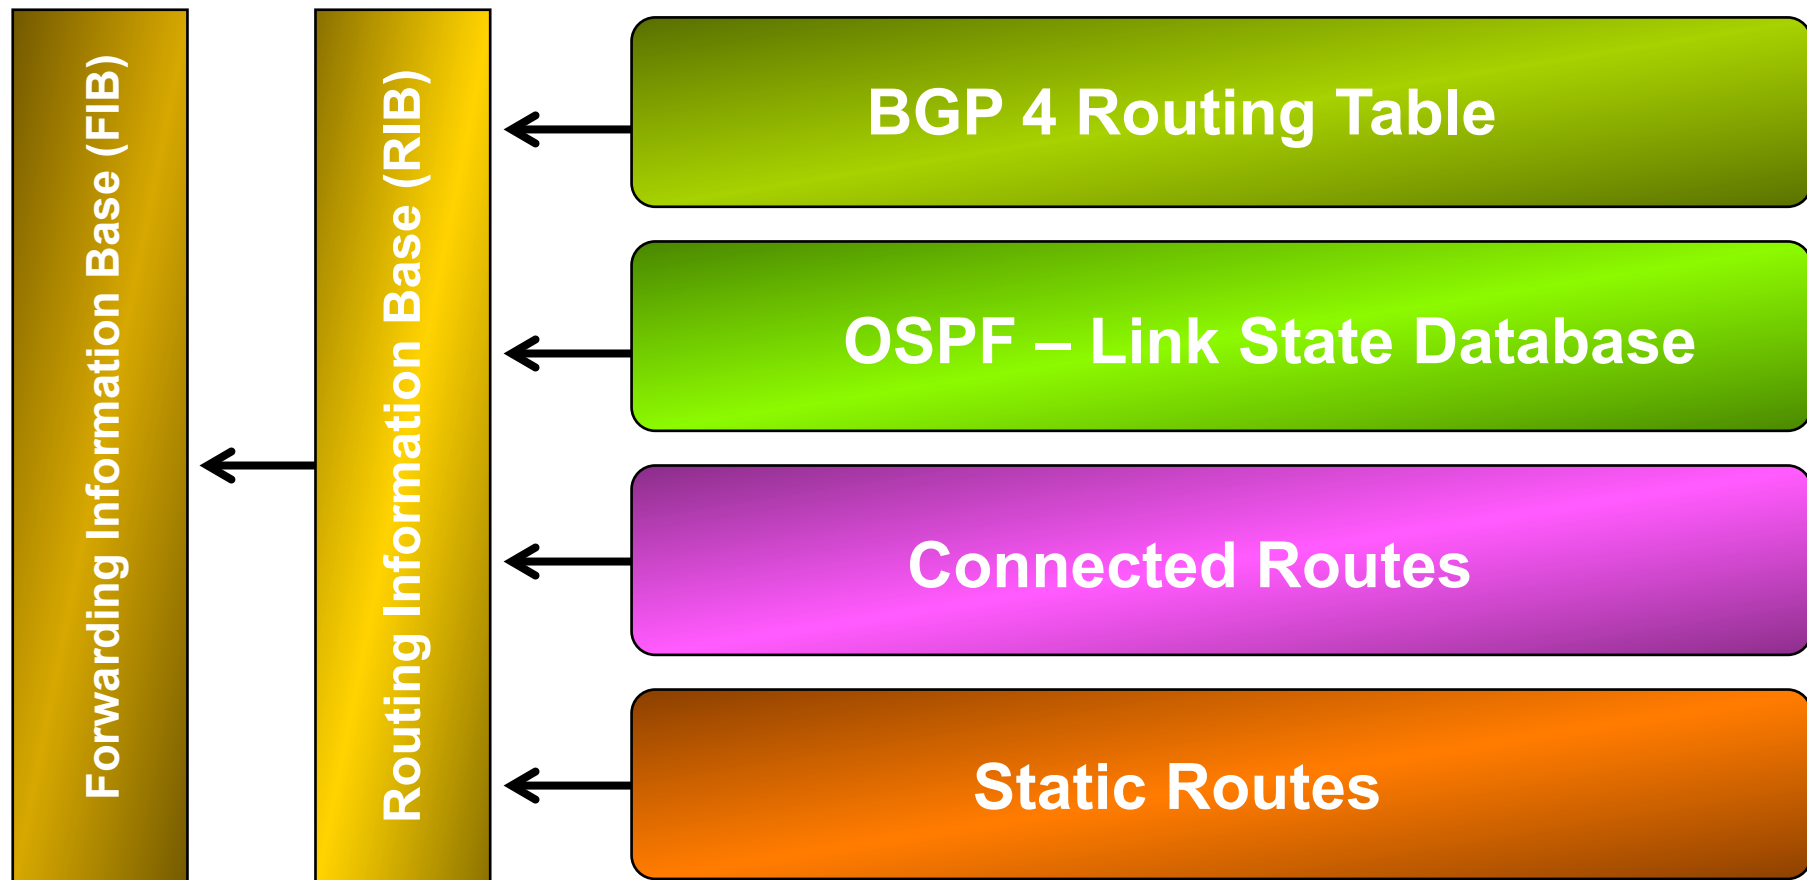 Forwarding Information Base (FIB)
Routing Information Base (RIB)
BGP 4 Routing Table
OSPF – Link State Database
Connected Routes
Static Routes